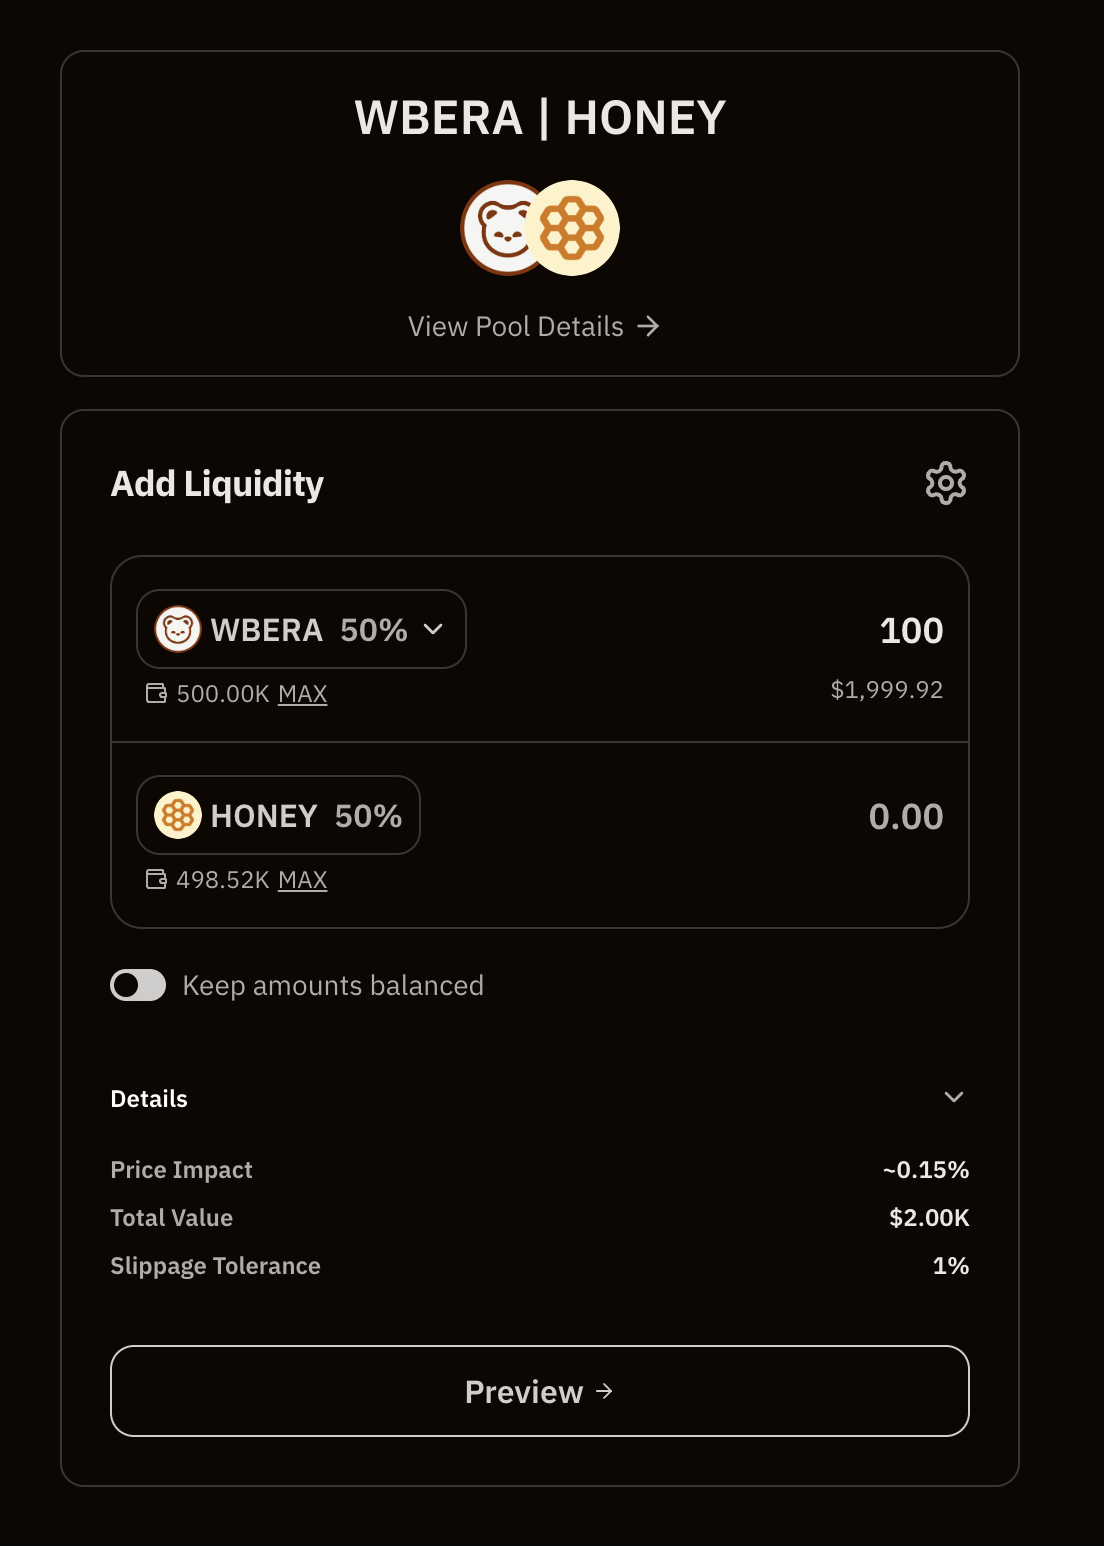 WBERA | HONEY
View Pool Details →
Add Liquidity
WBERA 50%
100
500.00K MAX
$1,999.92
HONEY 50%
0.00
498.52K MAX
Keep amounts balanced
Details
Price Impact
~0.15%
Total Value
$2.00K
Slippage Tolerance
1%
Preview →